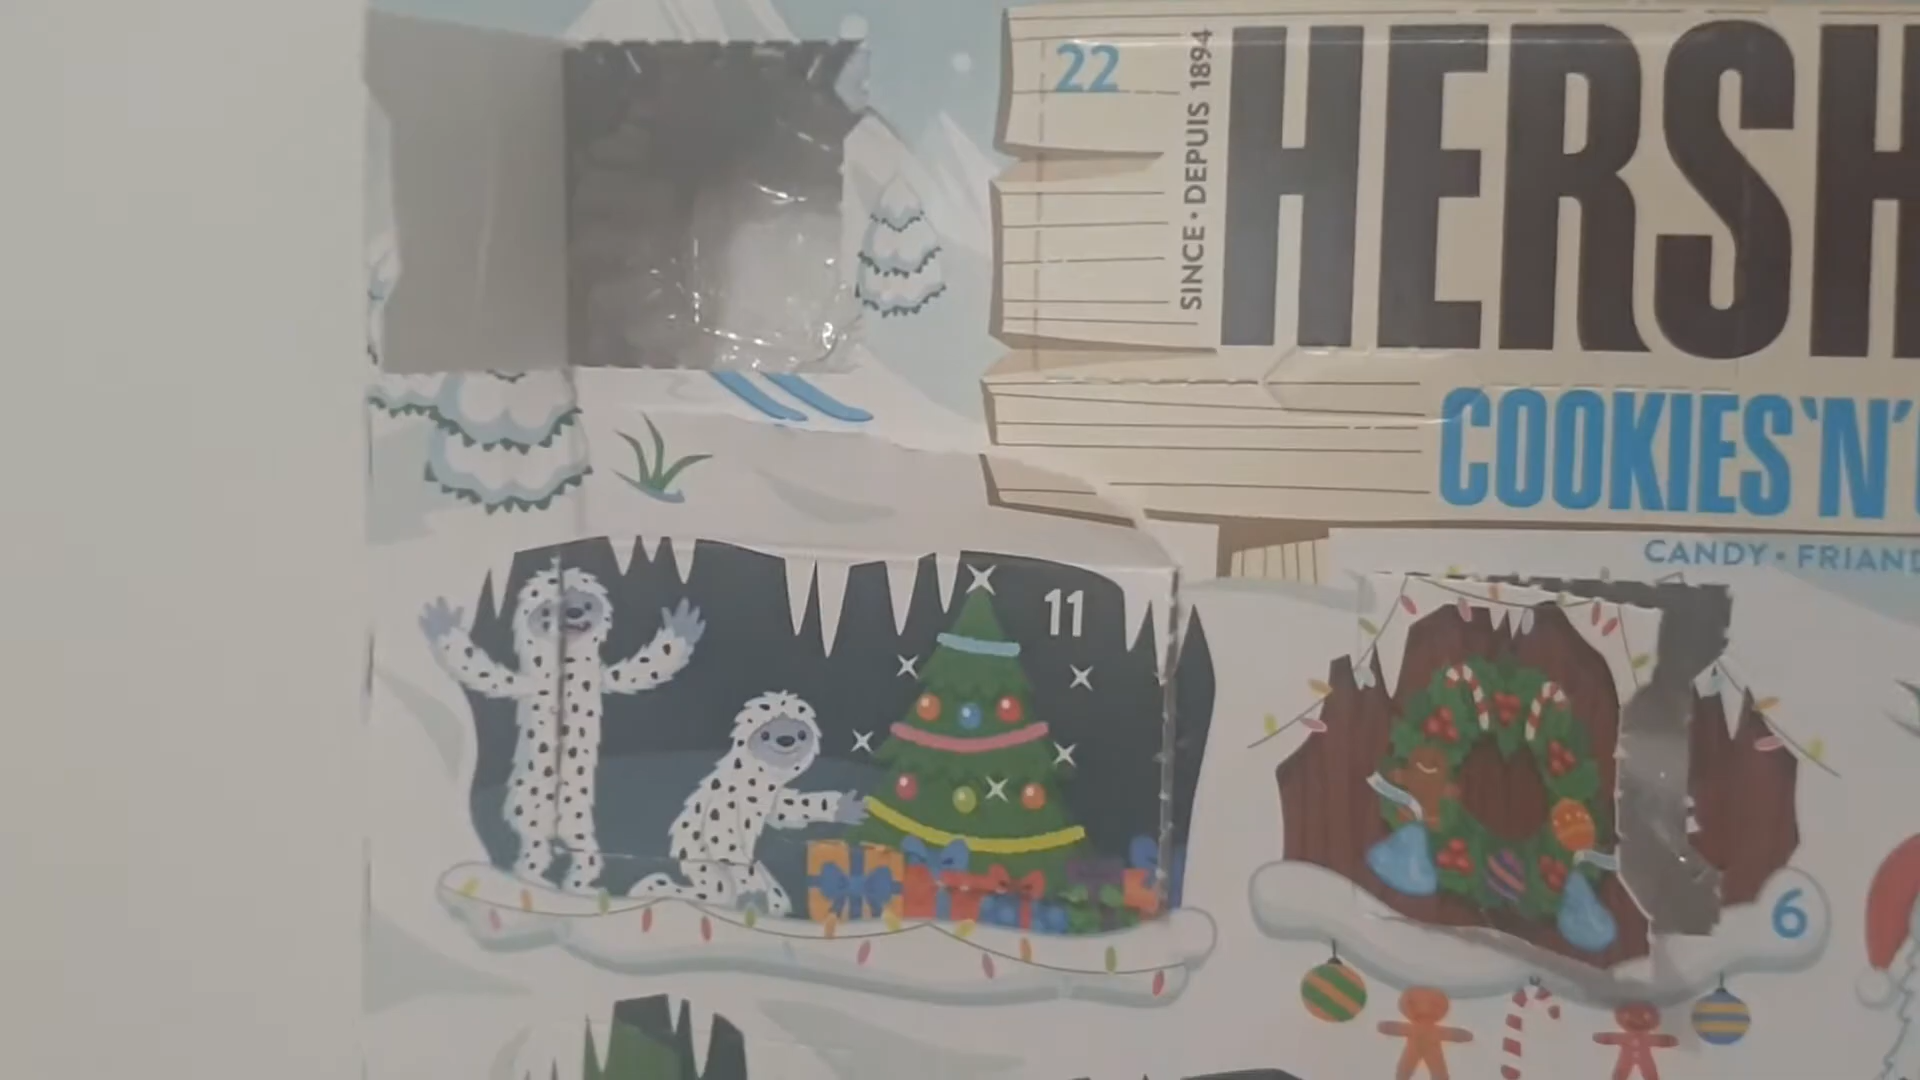 22
SINCE • DEPUIS 1894
HERSH
COOKIES 'N'
CANDY • FRIAND
11
6